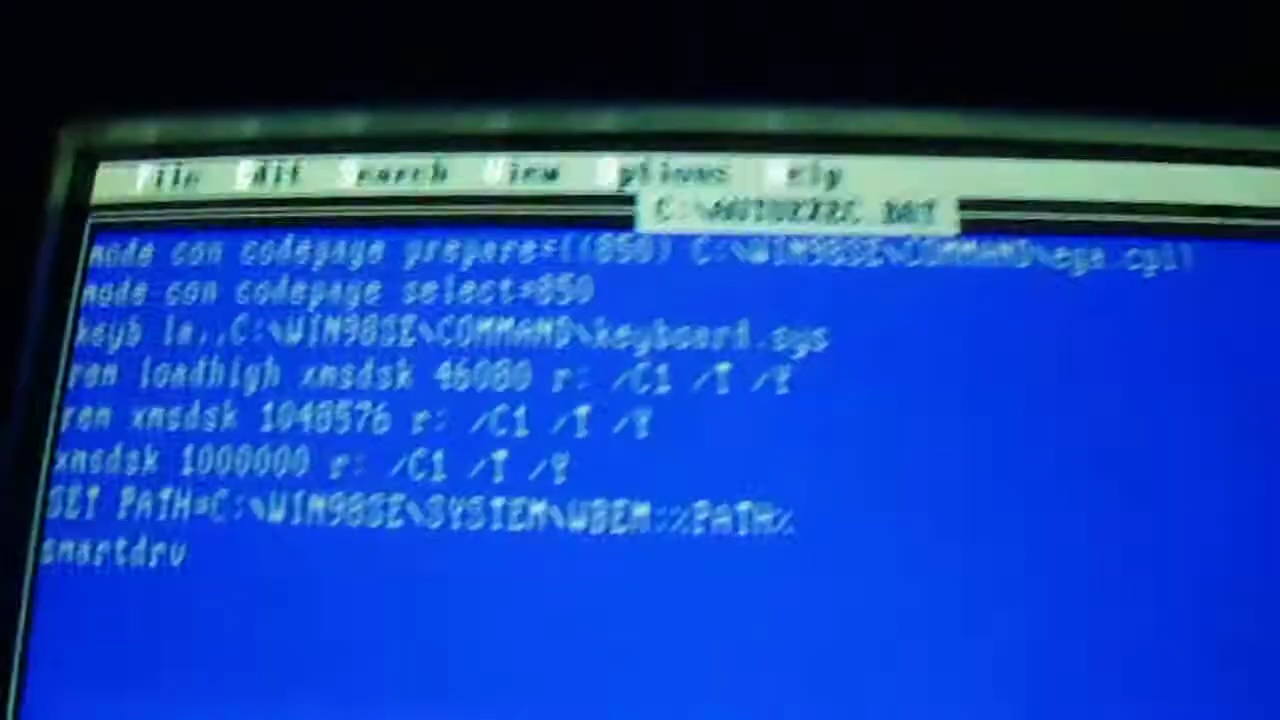 File Edit Search View Options Help
C:\AUTOEXEC.BAT
mode con codepage prepare=((850) C:\WIN98SE\COMMAND\ega.cpi)
mode con codepage select=850
keyb la,,C:\WIN98SE\COMMAND\keyboard.sys
rem loadhigh xmsdsk 46080 r: /C1 /T /Y
rem xmsdsk 1048576 r: /C1 /T /Y
xmsdsk 1000000 r: /C1 /T /Y
SET PATH=C:\WIN98SE\SYSTEM\WBEM;%PATH%
smartdrv